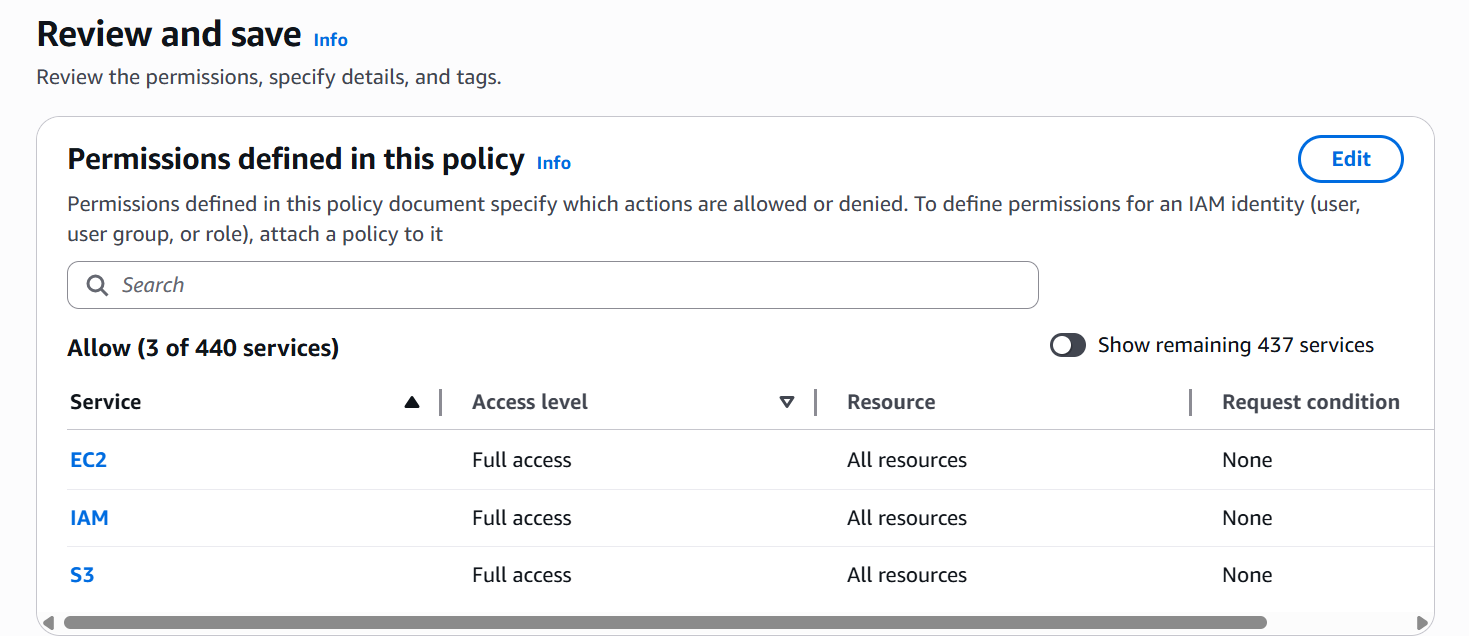 Review and save Info
Review the permissions, specify details, and tags.
Permissions defined in this policy Info
Edit
Permissions defined in this policy document specify which actions are allowed or denied. To define permissions for an IAM identity (user,
user group, or role), attach a policy to it
Search
Allow (3 of 440 services)
Show remaining 437 services
Service Access level Resource Request condition
EC2 Full access All resources None
IAM Full access All resources None
S3 Full access All resources None